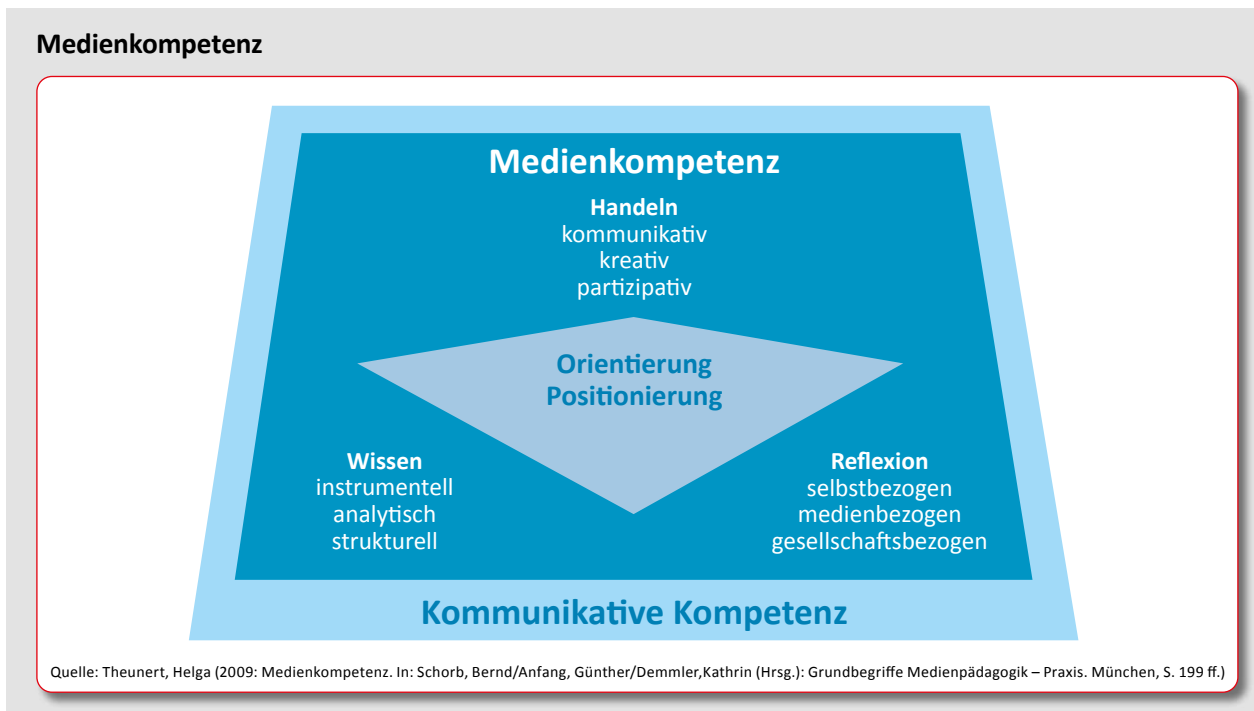 Medienkompetenz
Medienkompetenz
Handeln
kommunikativ
kreativ
partizipativ
Orientierung
Positionierung
Wissen
instrumentell
analytisch
strukturell
Reflexion
selbstbezogen
medienbezogen
gesellschaftsbezogen
Kommunikative Kompetenz
Quelle: Theunert, Helga (2009: Medienkompetenz. In: Schorb, Bernd/Anfang, Günther/Demmler,Kathrin (Hrsg.): Grundbegriffe Medienpädagogik – Praxis. München, S. 199 ff.)